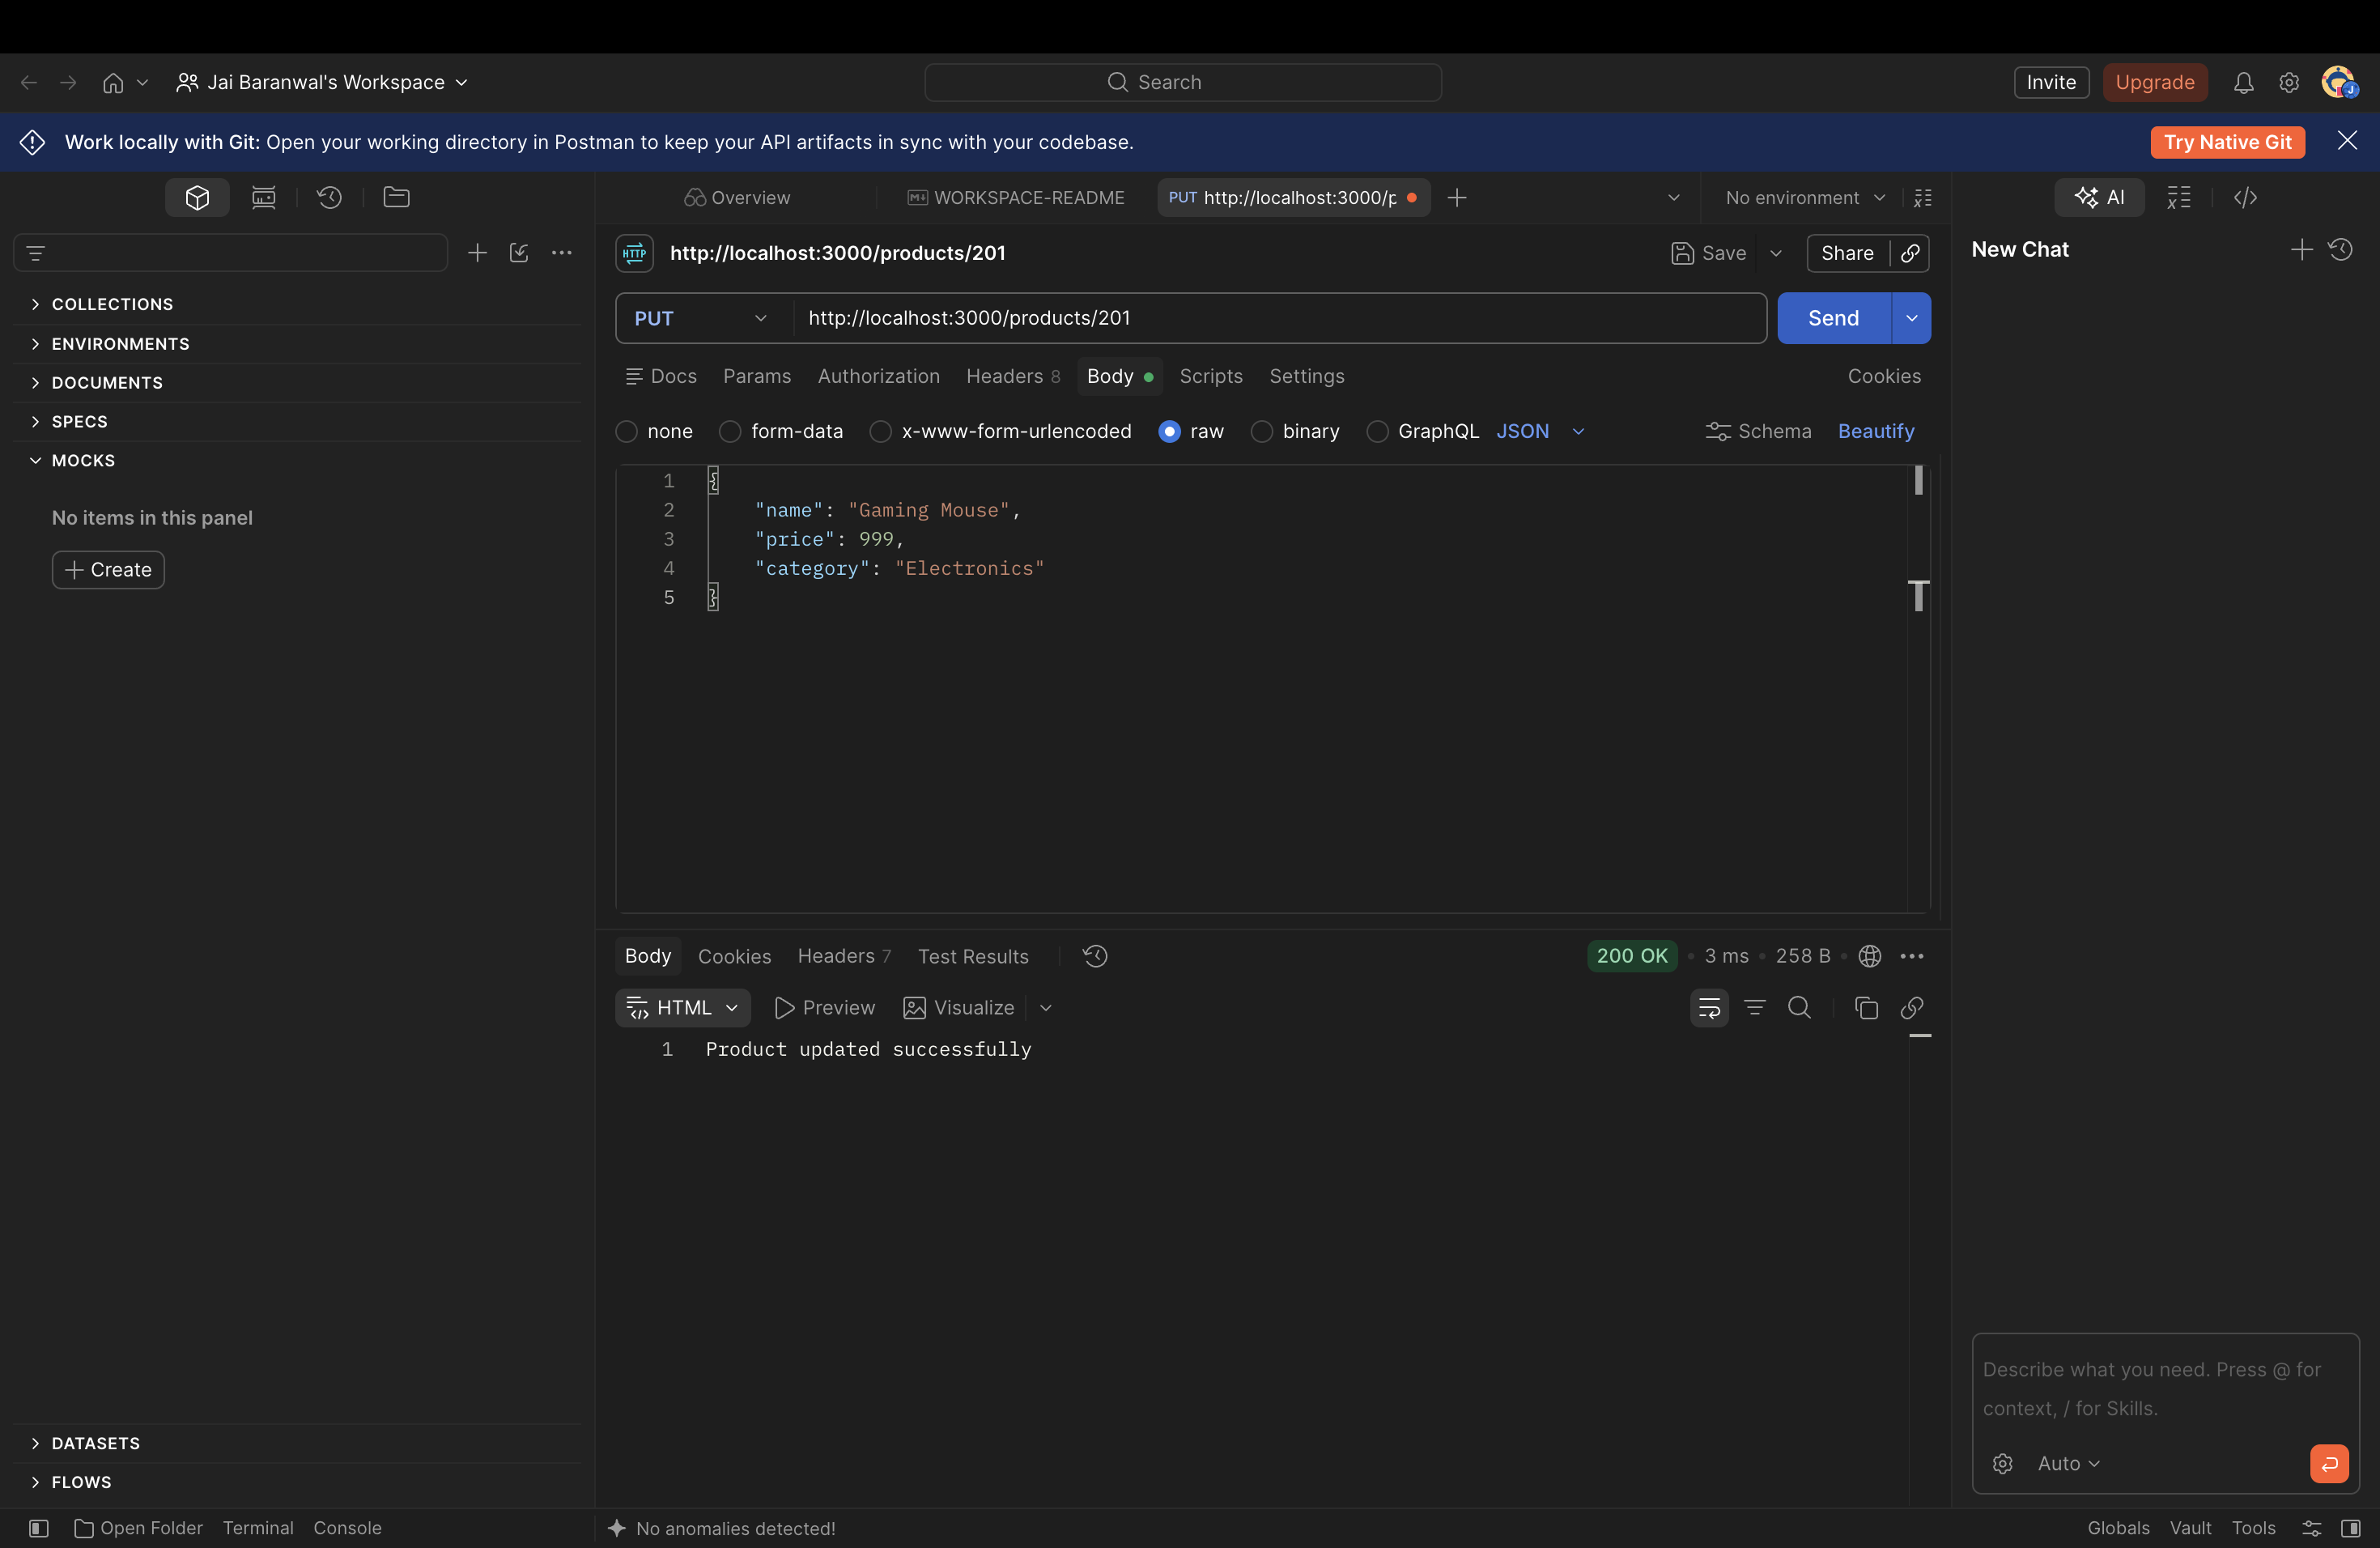 Jai Baranwal's Workspace
Search
Invite
Upgrade
J
Work locally with Git: Open your working directory in Postman to keep your API artifacts in sync with your codebase.
Try Native Git
Overview
WORKSPACE-README
PUT http://localhost:3000/p
No environment
AI
COLLECTIONS
ENVIRONMENTS
DOCUMENTS
SPECS
MOCKS
No items in this panel
Create
DATASETS
FLOWS
HTTP http://localhost:3000/products/201
Save
Share
PUT http://localhost:3000/products/201
Send
Docs Params Authorization Headers 8 Body Scripts Settings Cookies
none form-data x-www-form-urlencoded raw binary GraphQL JSON Schema Beautify
1 {
2 "name": "Gaming Mouse",
3 "price": 999,
4 "category": "Electronics"
5 }
Body Cookies Headers 7 Test Results
200 OK • 3 ms • 258 B
HTML Preview Visualize
1 Product updated successfully
New Chat
Describe what you need. Press @ for
context, / for Skills.
Auto
Open Folder Terminal Console
No anomalies detected!
Globals Vault Tools